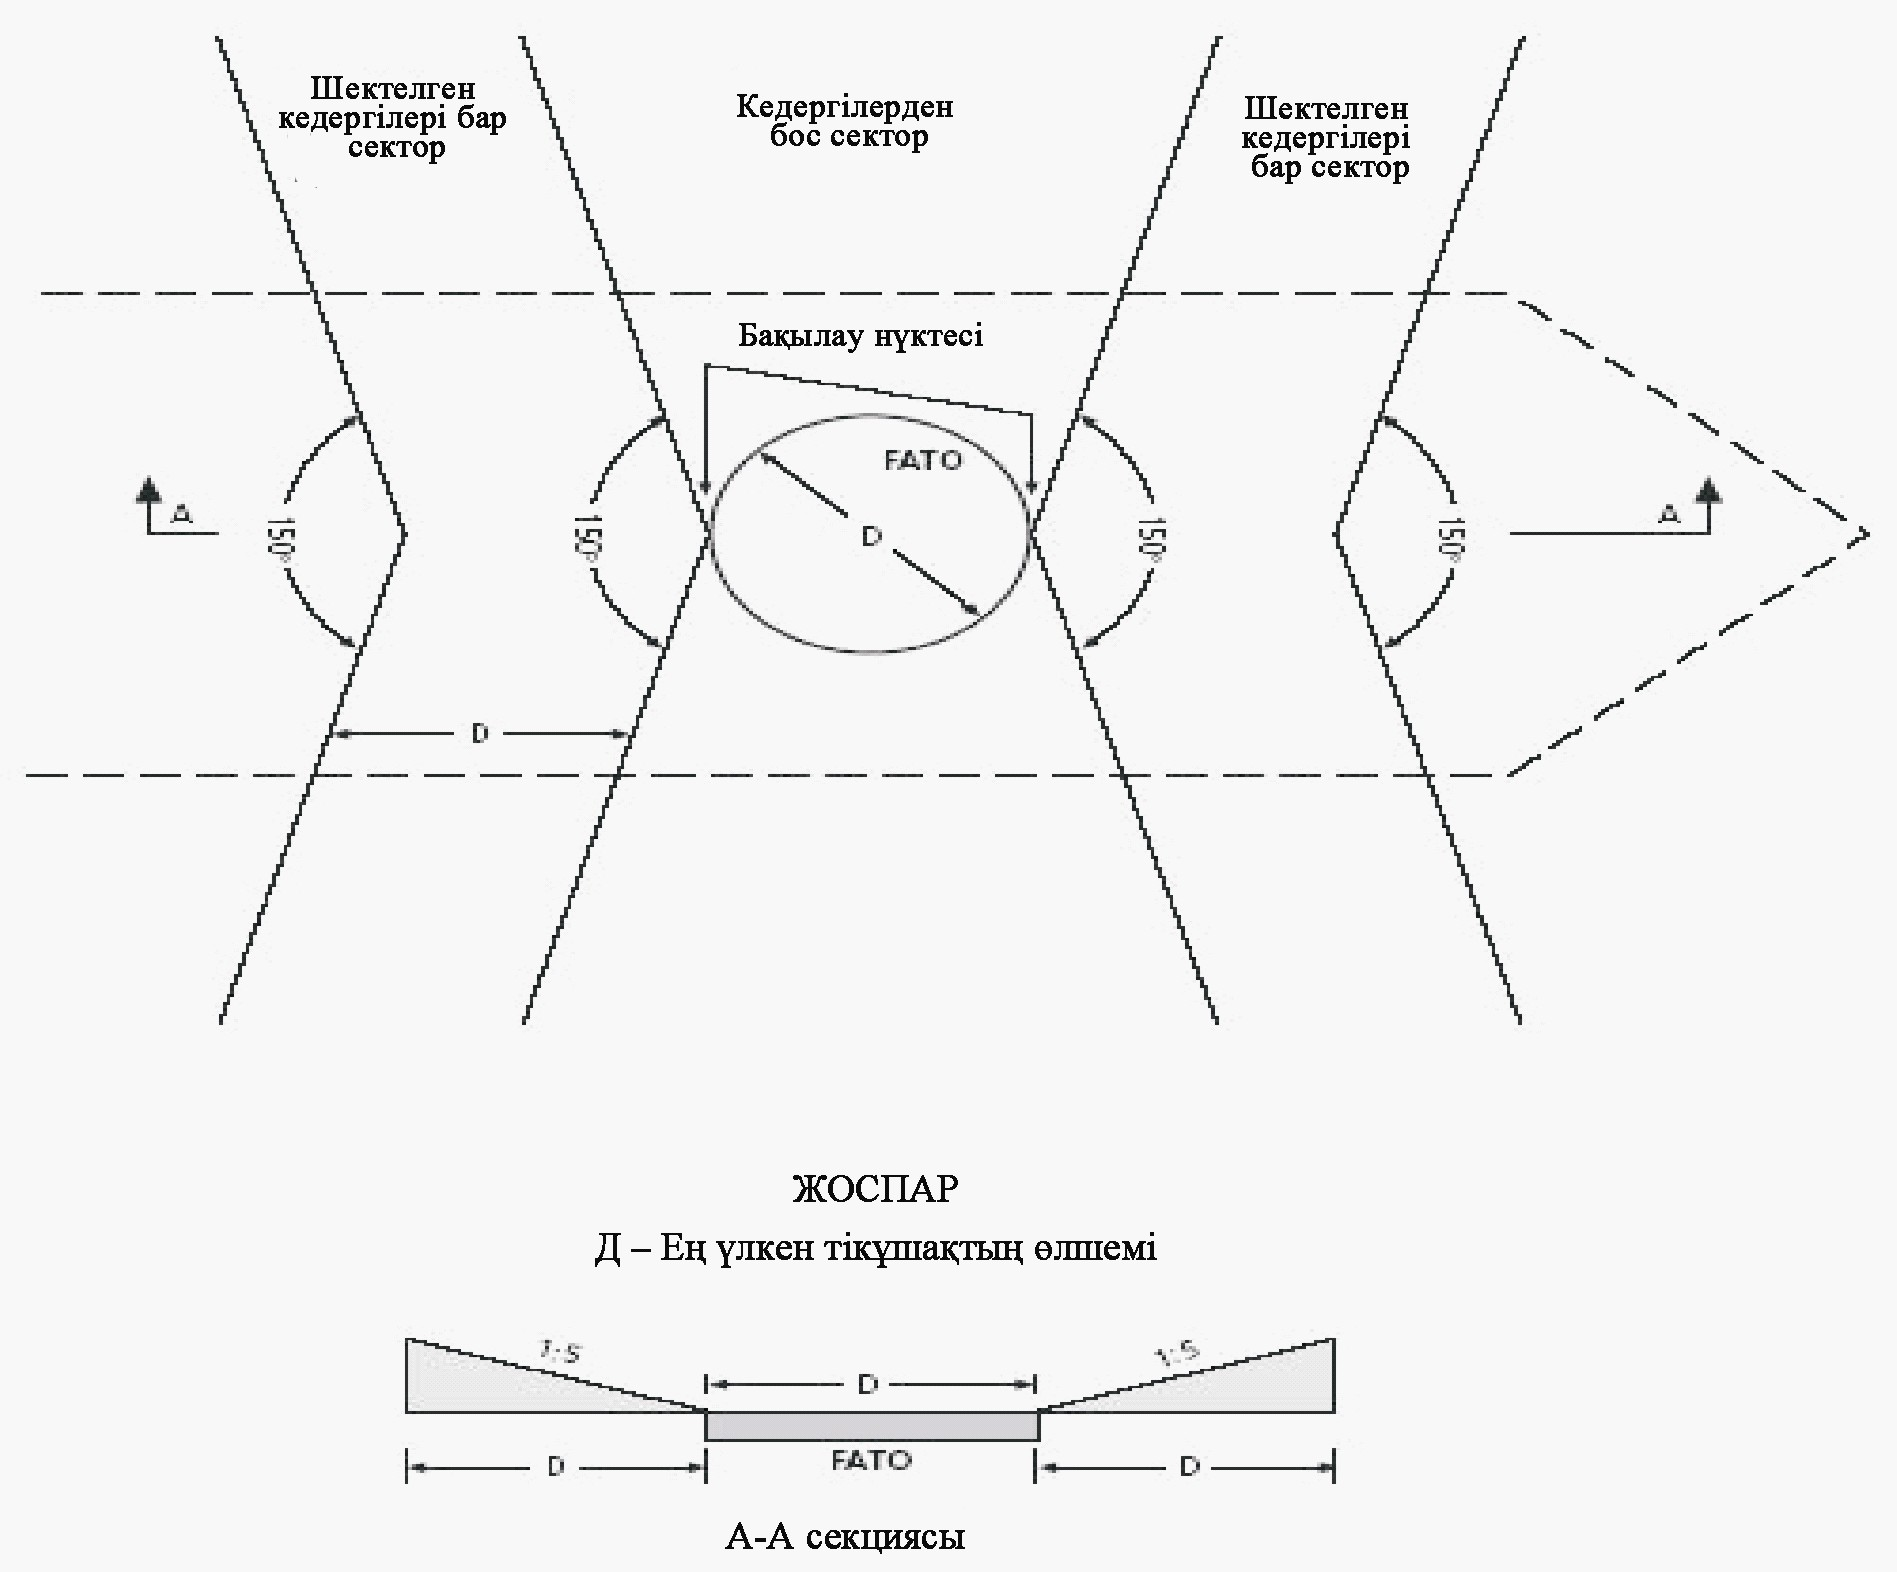 Шектелген
кедергілері бар
сектор
Кедергілерден
бос сектор
Шектелген
кедергілері
бар сектор
Бақылау нүктесі
FATO
D
A
150°
150°
150°
150°
A
D
ЖОСПАР
Д – Ең үлкен тікұшақтың өлшемі
1:5
D
1:5
D
FATO
D
А-А секциясы